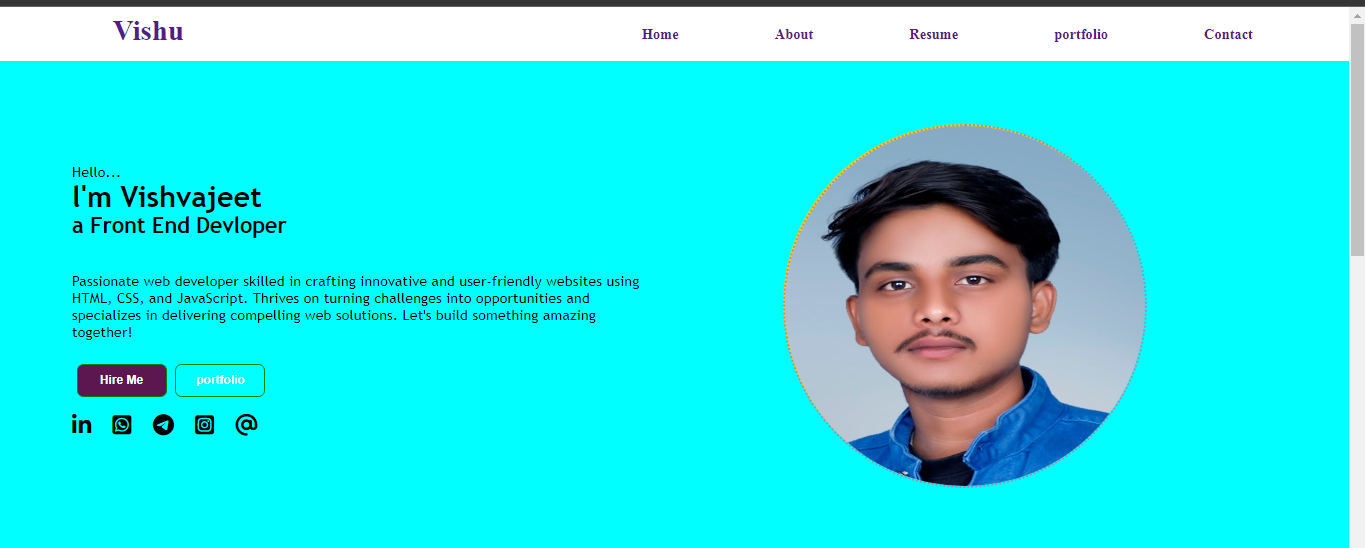 Vishu
Home About Resume portfolio Contact
Hello...
I'm Vishvajeet
a Front End Devloper
Passionate web developer skilled in crafting innovative and user-friendly websites using
HTML, CSS, and JavaScript. Thrives on turning challenges into opportunities and
specializes in delivering compelling web solutions. Let's build something amazing
together!
Hire Me portfolio